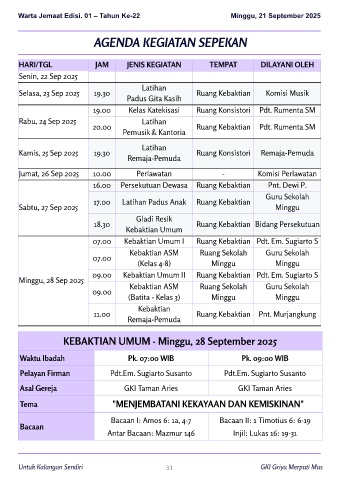 Warta Jemaat Edisi. 01 – Tahun Ke-22 Minggu, 21 September 2025
AGENDA KEGIATAN SEPEKAN
HARI/TGL JAM JENIS KEGIATAN TEMPAT DILAYANI OLEH
Senin, 22 Sep 2025
Selasa, 23 Sep 2025 19.30 Latihan Padus Gita Kasih Ruang Kebaktian Komisi Musik
Rabu, 24 Sep 2025 19.00 Kelas Katekisasi Ruang Konsistori Pdt. Rumenta SM
20.00 Latihan Pemusik & Kantoria Ruang Kebaktian Pdt. Rumenta SM
Kamis, 25 Sep 2025 19.30 Latihan Remaja-Pemuda Ruang Konsistori Remaja-Pemuda
Jumat, 26 Sep 2025 10.00 Perlawatan - Komisi Perlawatan
Sabtu, 27 Sep 2025 16.00 Persekutuan Dewasa Ruang Kebaktian Pnt. Dewi P.
17.00 Latihan Padus Anak Ruang Kebaktian Guru Sekolah Minggu
18.30 Gladi Resik Kebaktian Umum Ruang Kebaktian Bidang Persekutuan
Minggu, 28 Sep 2025 07.00 Kebaktian Umum I Ruang Kebaktian Pdt. Em. Sugiarto S
07.00 Kebaktian ASM (Kelas 4-8) Ruang Sekolah Minggu Guru Sekolah Minggu
09.00 Kebaktian Umum II Ruang Kebaktian Pdt. Em. Sugiarto S
09.00 Kebaktian ASM (Batita - Kelas 3) Ruang Sekolah Minggu Guru Sekolah Minggu
11.00 Kebaktian Remaja-Pemuda Ruang Kebaktian Pnt. Murjangkung
KEBAKTIAN UMUM - Minggu, 28 September 2025
Waktu Ibadah Pk. 07:00 WIB Pk. 09:00 WIB
Pelayan Firman Pdt.Em. Sugiarto Susanto Pdt.Em. Sugiarto Susanto
Asal Gereja GKI Taman Aries GKI Taman Aries
Tema "MENJEMBATANI KEKAYAAN DAN KEMISKINAN"
Bacaan Bacaan I: Amos 6: 1a, 4-7 Bacaan II: 1 Timotius 6: 6-19
Antar Bacaan: Mazmur 146 Injil: Lukas 16: 19-31
Untuk Kalangan Sendiri 31 GKI Griya Merpati Mas